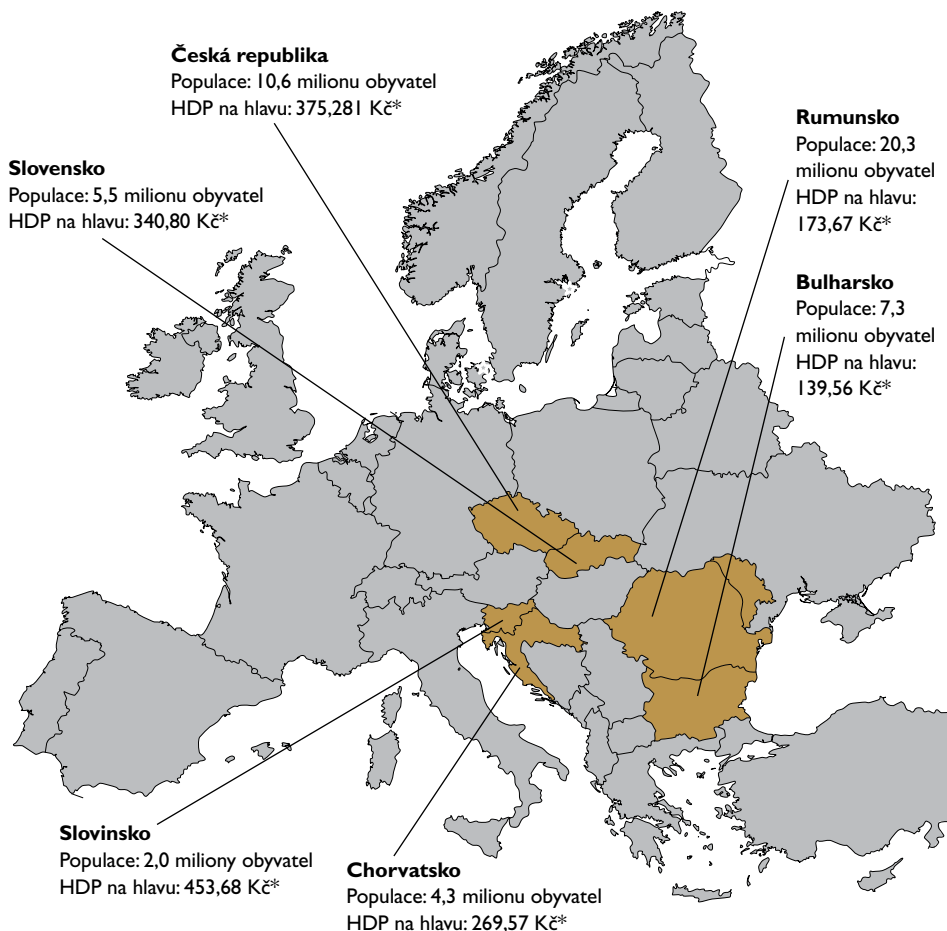 Česká republika
Populace: 10,6 milionu obyvatel
HDP na hlavu: 375,281 Kč*
Slovensko
Populace: 5,5 milionu obyvatel
HDP na hlavu: 340,80 Kč*
Rumunsko
Populace: 20,3
milionu obyvatel
HDP na hlavu:
173,67 Kč*
Bulharsko
Populace: 7,3
milionu obyvatel
HDP na hlavu:
139,56 Kč*
Slovinsko
Populace: 2,0 miliony obyvatel
HDP na hlavu: 453,68 Kč*
Chorvatsko
Populace: 4,3 milionu obyvatel
HDP na hlavu: 269,57 Kč*